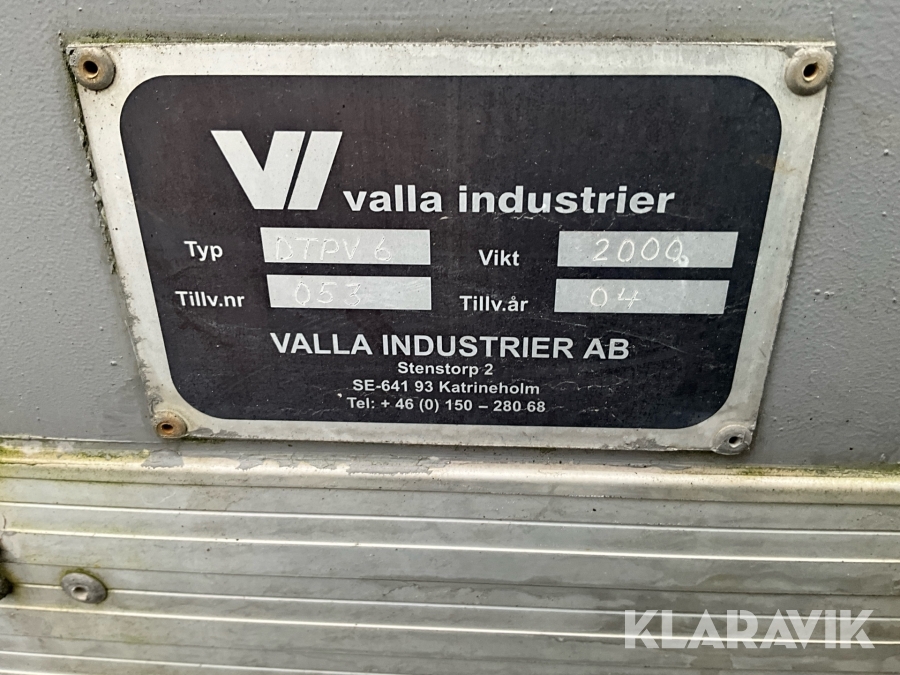 VI valla industrier
Typ DTPV 6 Vikt 2000
Tillv.nr 053 Tillv.år 04
VALLA INDUSTRIER AB
Stenstorp 2
SE-641 93 Katrineholm
Tel: + 46 (0) 150 – 280 68
KLARAVIK